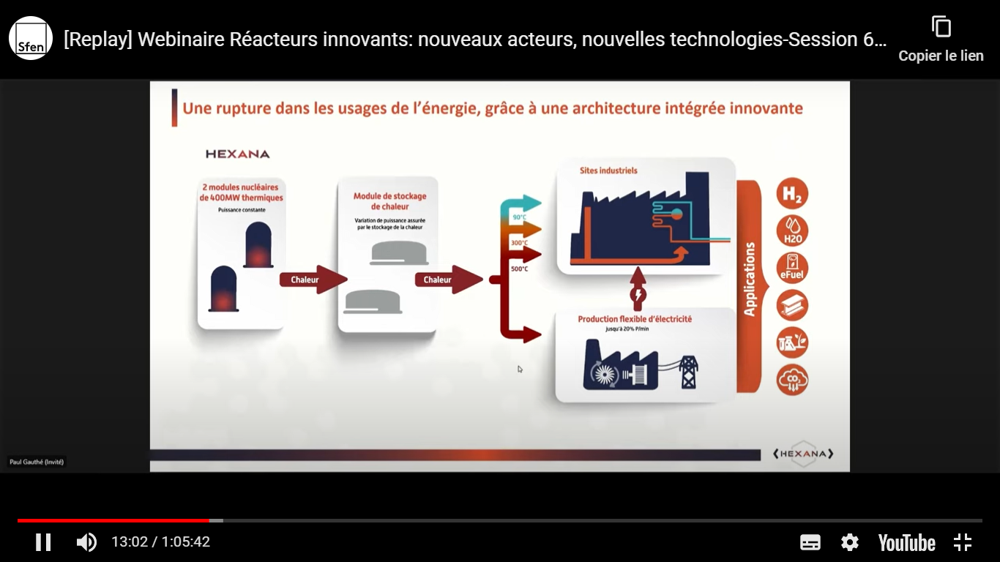 Sfen
[Replay] Webinaire Réacteurs innovants: nouveaux acteurs, nouvelles technologies-Session 6...
Copier le lien
Une rupture dans les usages de l'énergie, grâce à une architecture intégrée innovante
HEXANA
2 modules nucléaires
de 400MW thermiques
Puissance constante
Chaleur
Module de stockage
de chaleur
Variation de puissance assurée
par le stockage de la chaleur
Chaleur
90°C
300°C
500°C
Sites industriels
Production flexible d'électricité
jusqu'à 20% P/min
Applications
H2
H2O
eFuel
CO2
HEXANA
Paul Gauthé (Invité)
13:02 / 1:05:42
YouTube